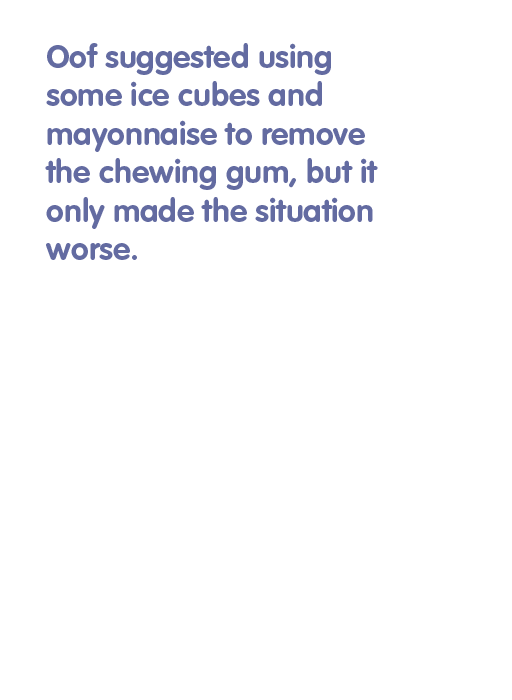 Oof suggested using
some ice cubes and
mayonnaise to remove
the chewing gum, but it
only made the situation
worse.